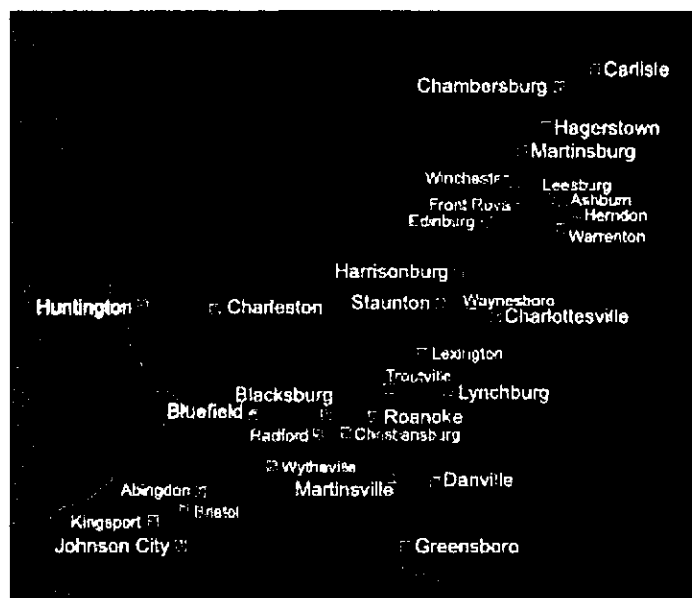 Carlisle
Chambersburg
Hagerstown
Martinsburg
Winchester
Leesburg
Ashburn
Front Royal
Herndon
Edinburg
Warrenton
Harrisonburg
Staunton
Waynesboro
Huntington
Charleston
Charlottesville
Lexington
Troutville
Blacksburg
Lynchburg
Bluefield
Roanoke
Radford
Christiansburg
Wytheville
Abingdon
Martinsville
Danville
Bristol
Kingsport
Johnson City
Greensboro